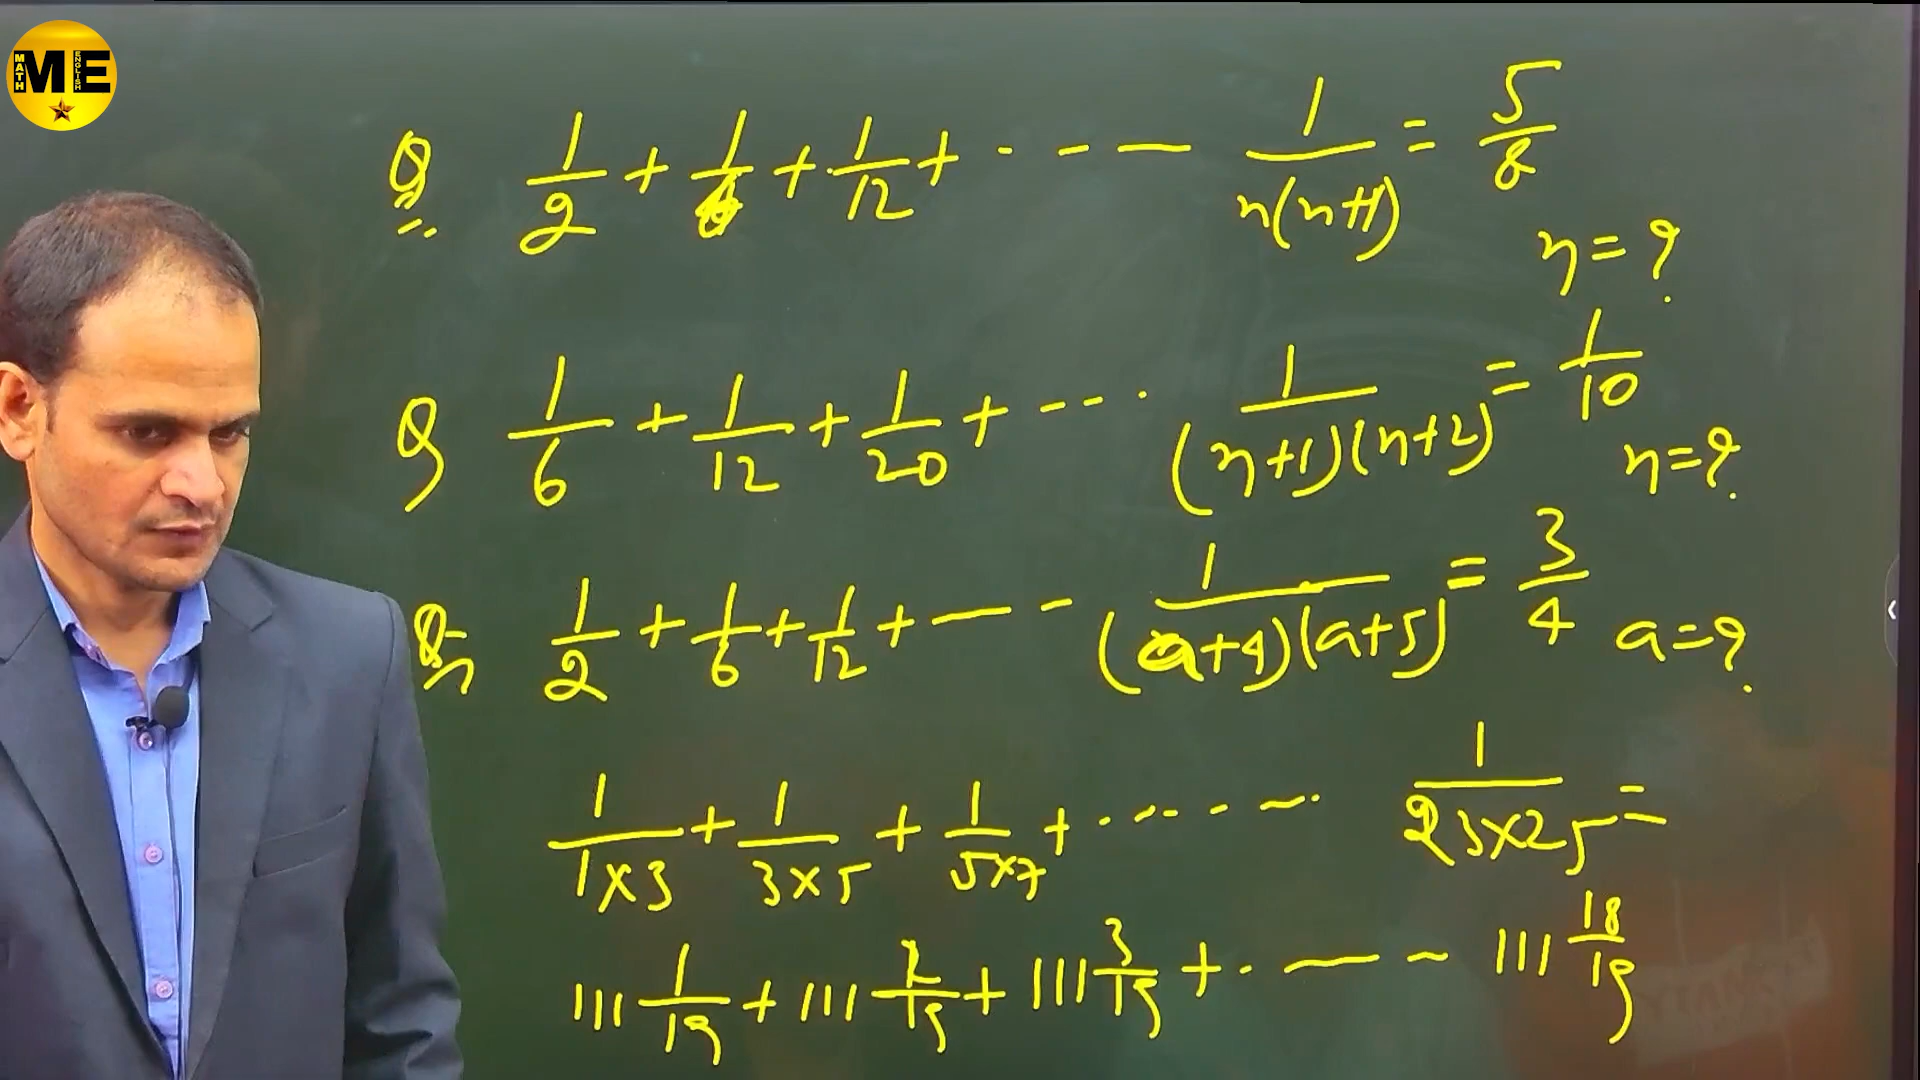 MATH ME ENGLISH
Q 1/2 + 1/6 + 1/12 + ... 1/n(n+1) = 5/8
n=?
Q 1/6 + 1/12 + 1/20 + ... 1/(n+1)(n+2) = 1/10
n=?
Q 1/2 + 1/6 + 1/12 + ... 1/(a+4)(a+5) = 3/4 a=?
1/1×3 + 1/3×5 + 1/5×7 + ... 1/23×25 =
111 1/19 + 111 2/19 + 111 3/19 + ... 111 18/19